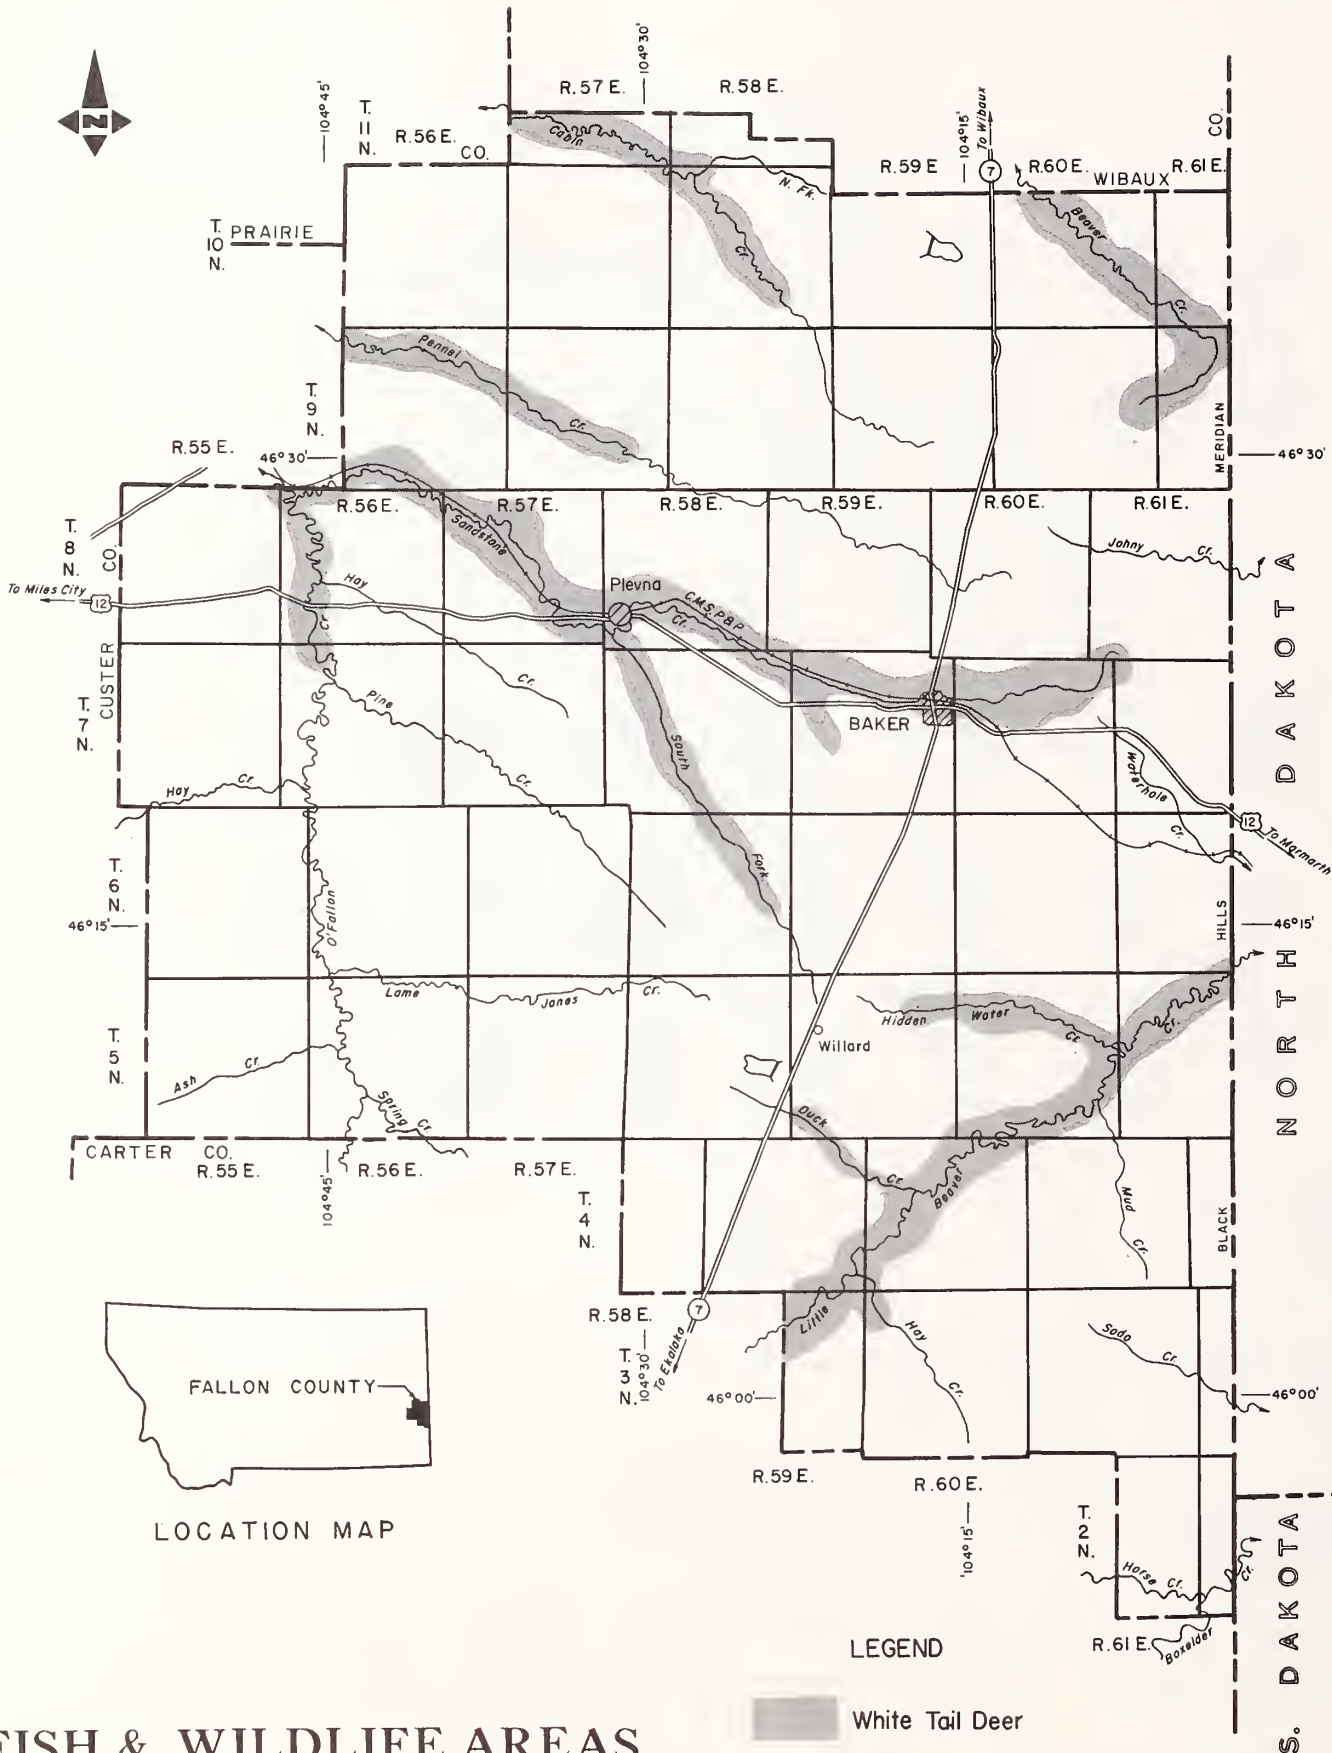 N
104°45'
104°30'
R.57 E.
R.58 E.
T.
11
N.
R.56 E.
CO.
Cabin
N. Fk.
Cr.
To Wibaux
104°15'
7
R.59 E
R.60 E.
R.61 E.
WIBAUX
CO.
Beaver
Cr.
T.
10
N.
PRAIRIE
Pennel
Cr.
T.
9
N.
MERIDIAN
R.55 E.
46°30'
46°30'
R.56 E.
R.57 E.
R.58 E.
R.59 E.
R.60 E.
R.61 E.
T.
8
N.
CO.
Sandstone
Johny Cr.
Hay
Cr.
Plevna
C.M.S.P.&P.
Cr.
To Miles City
12
CUSTER
Cr.
T.
7
N.
Pine
Cr.
South
Fork
BAKER
Waterhole
Cr.
12
To Marmarth
Hay Cr.
T.
6
N.
46°15'
O'Fallon
HILLS
46°15'
NORTH DAKOTA
Lame Jones Cr.
Hidden Water Cr.
Cr.
Willard
T.
5
N.
Ash Cr.
Spring Cr.
Duck
Cr.
Beaver
CARTER CO.
R.55 E.
R.56 E.
R.57 E.
104°45'
T.
4
N.
Mud
Cr.
BLACK
R.58 E.
7
Little
Hay
Cr.
Sodo
Cr.
T.
3
N.
104°30'
To Ekalaka
46°00'
46°00'
FALLON COUNTY
LOCATION MAP
R.59 E.
R.60 E.
104°15'
T.
2
N.
Horse Cr.
Cr.
R.61 E.
Boxelder
S. DAKOTA
LEGEND
White Tail Deer
FISH & WILDLIFE AREAS